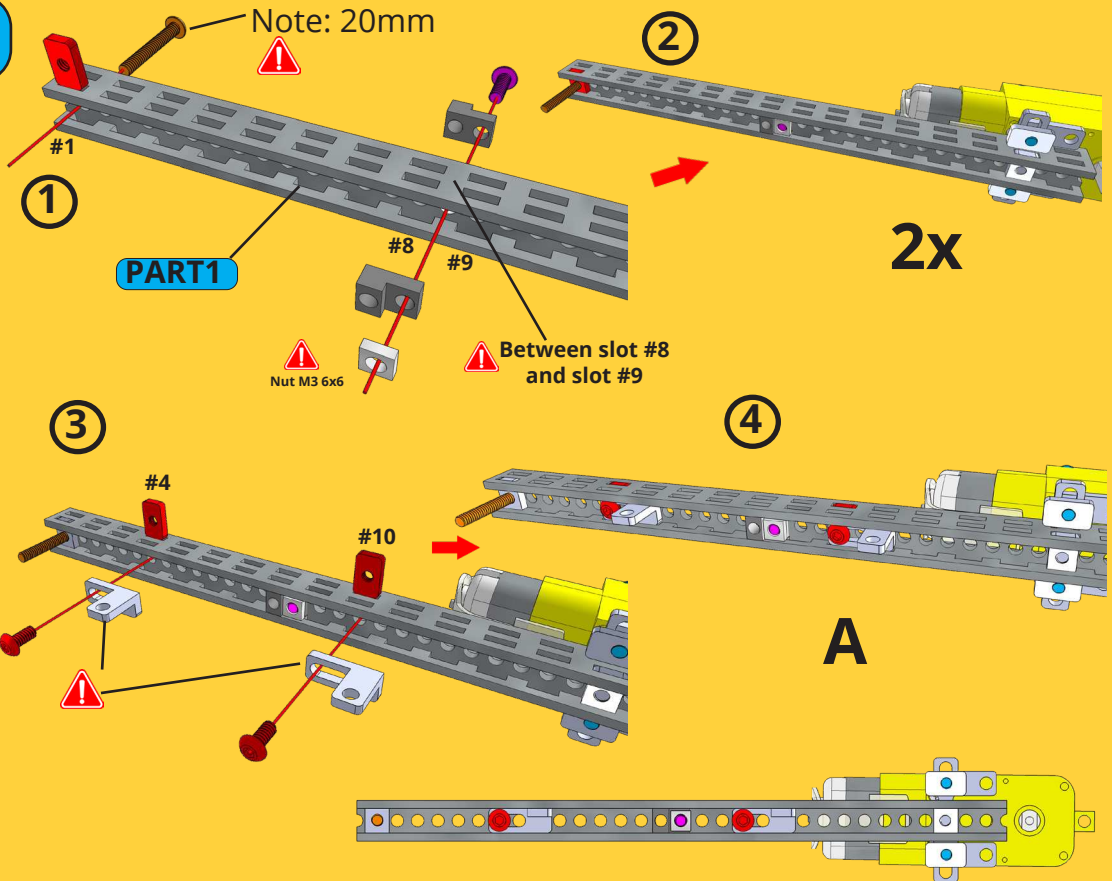 Note: 20mm
#1
1
PART1
#8
#9
Nut M3 6x6
Between slot #8
and slot #9
2
2x
3
#4
#10
4
A